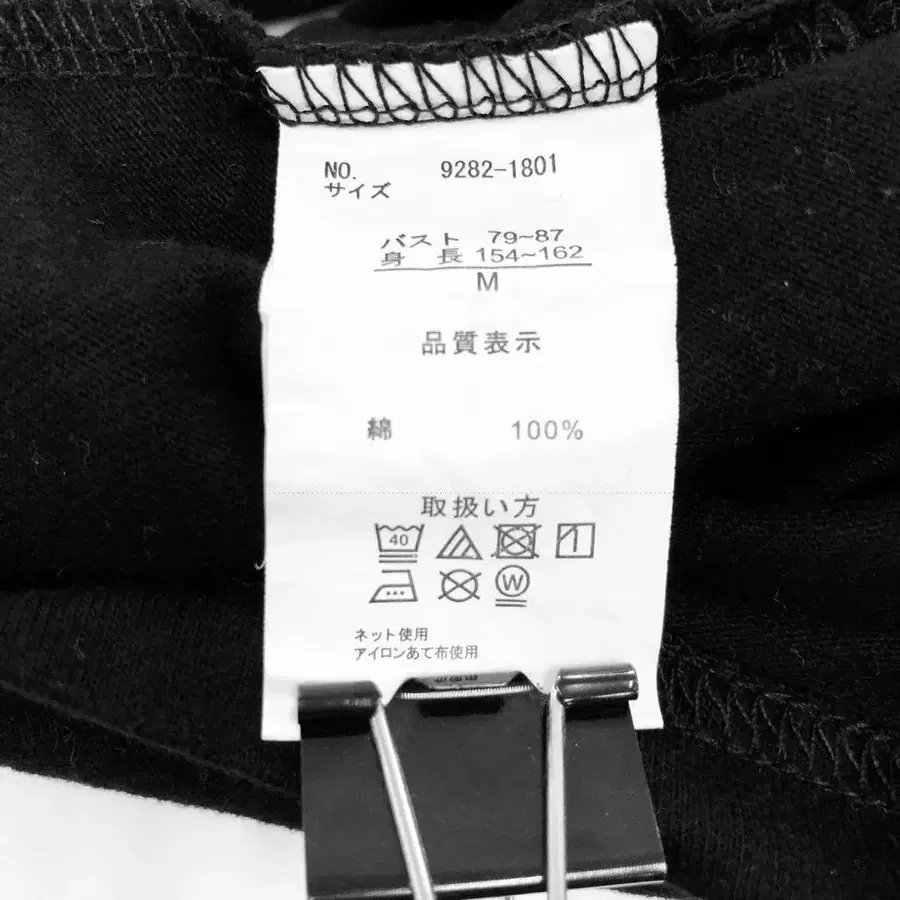 NO. 9282-1801
サイズ
バスト 79~87
身 長 154~162
M
品質表示
綿 100%
取扱い方
40
W
ネット使用
アイロンあて布使用